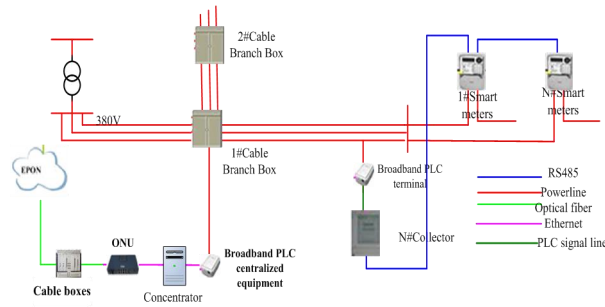 2#Cable
Branch Box
380V
1#Cable
Branch Box
1#Smart
meters
N#Smart
meters
EPON
Broadband PLC
terminal
N#Collector
RS485
Powerline
Optical fiber
Ethernet
PLC signal line
ONU
Broadband PLC
centralized
equipment
Cable boxes
Concentrator